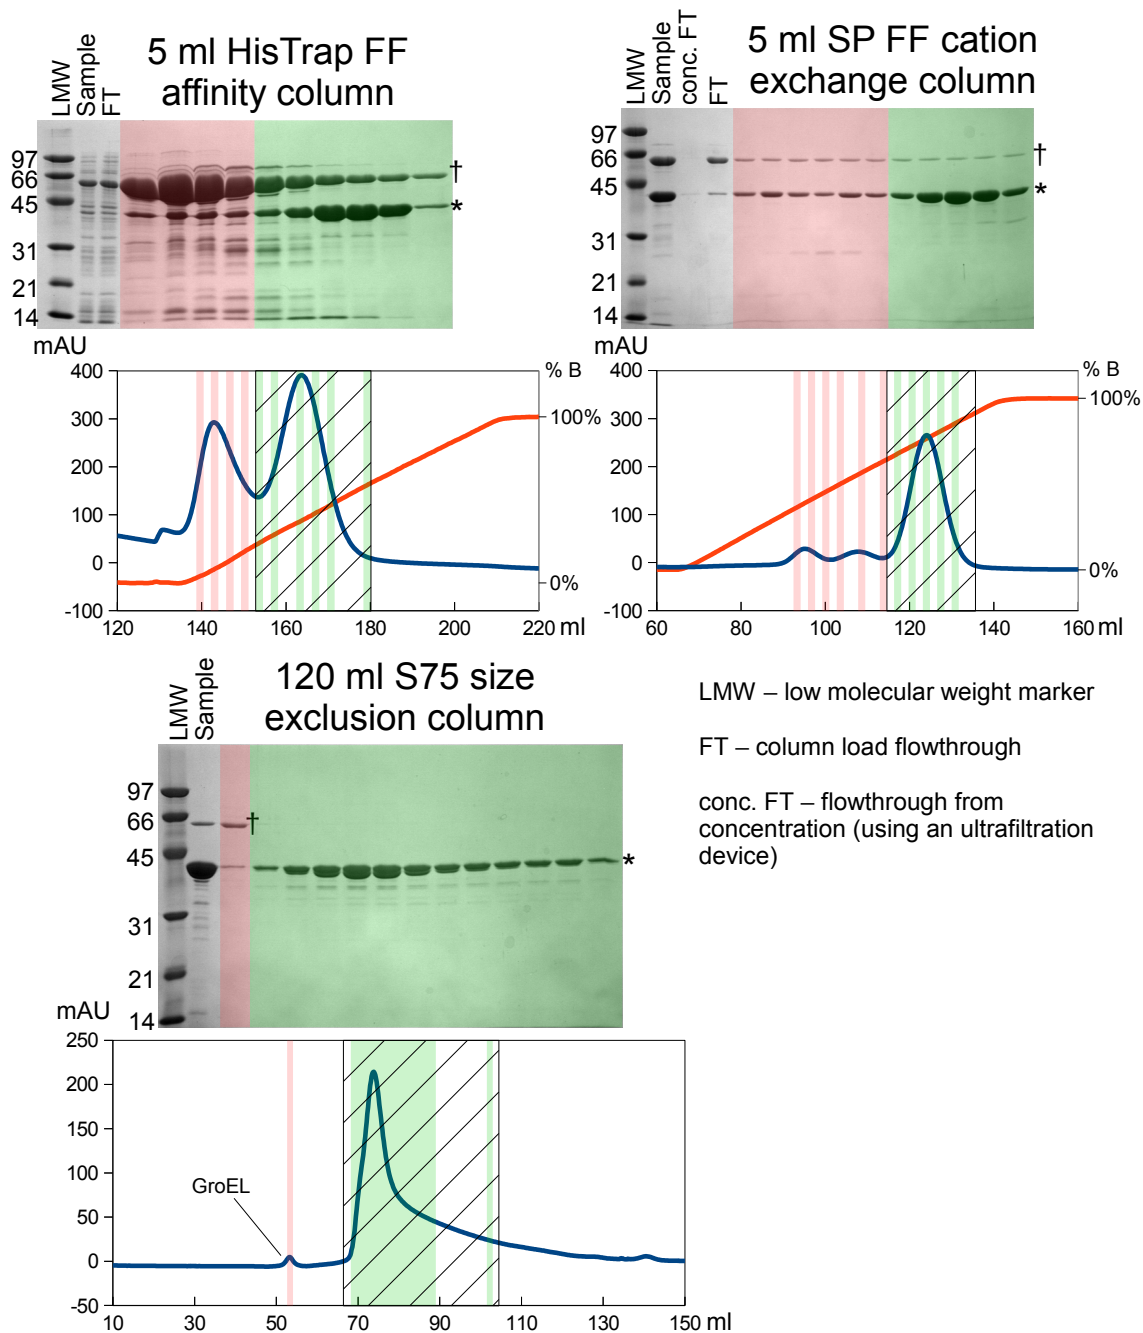 5 ml HisTrap FF
affinity column
LMW
Sample
FT
97
66
45
31
21
14
†
*
mAU
400
300
200
100
0
-100
% B
100%
0%
120
140
160
180
200
220 ml
5 ml SP FF cation
exchange column
LMW
Sample
conc. FT
FT
97
66
45
31
21
14
†
*
mAU
400
300
200
100
0
-100
% B
100%
0%
60
80
100
120
140
160 ml
120 ml S75 size
exclusion column
LMW
Sample
97
66
45
31
21
14
†
*
mAU
250
200
150
100
50
0
-50
GroEL
10
30
50
70
90
110
130
150 ml
LMW – low molecular weight marker
FT – column load flowthrough
conc. FT – flowthrough from
concentration (using an ultrafiltration
device)